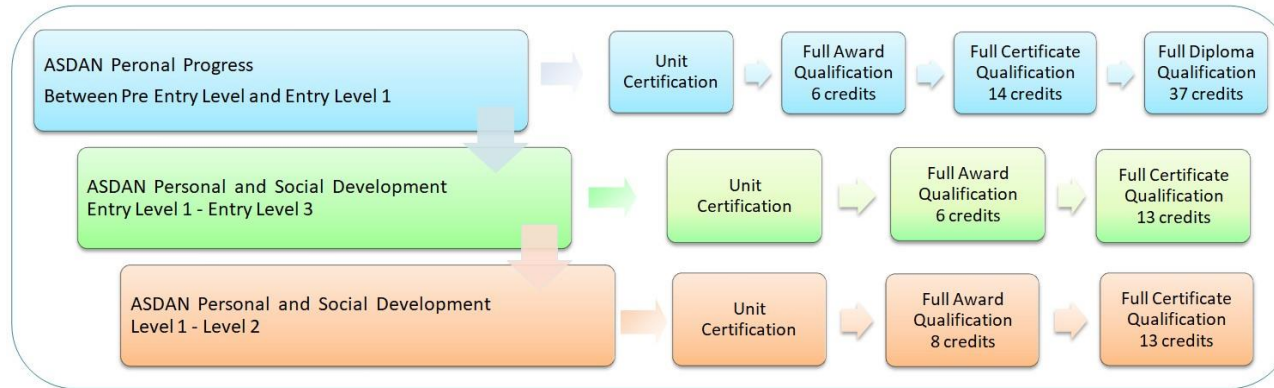 ASDAN Peronal Progress
Between Pre Entry Level and Entry Level 1
Unit
Certification
Full Award
Qualification
6 credits
Full Certificate
Qualification
14 credits
Full Diploma
Qualification
37 credits
ASDAN Personal and Social Development
Entry Level 1 - Entry Level 3
Unit
Certification
Full Award
Qualification
6 credits
Full Certificate
Qualification
13 credits
ASDAN Personal and Social Development
Level 1 - Level 2
Unit
Certification
Full Award
Qualification
8 credits
Full Certificate
Qualification
13 credits